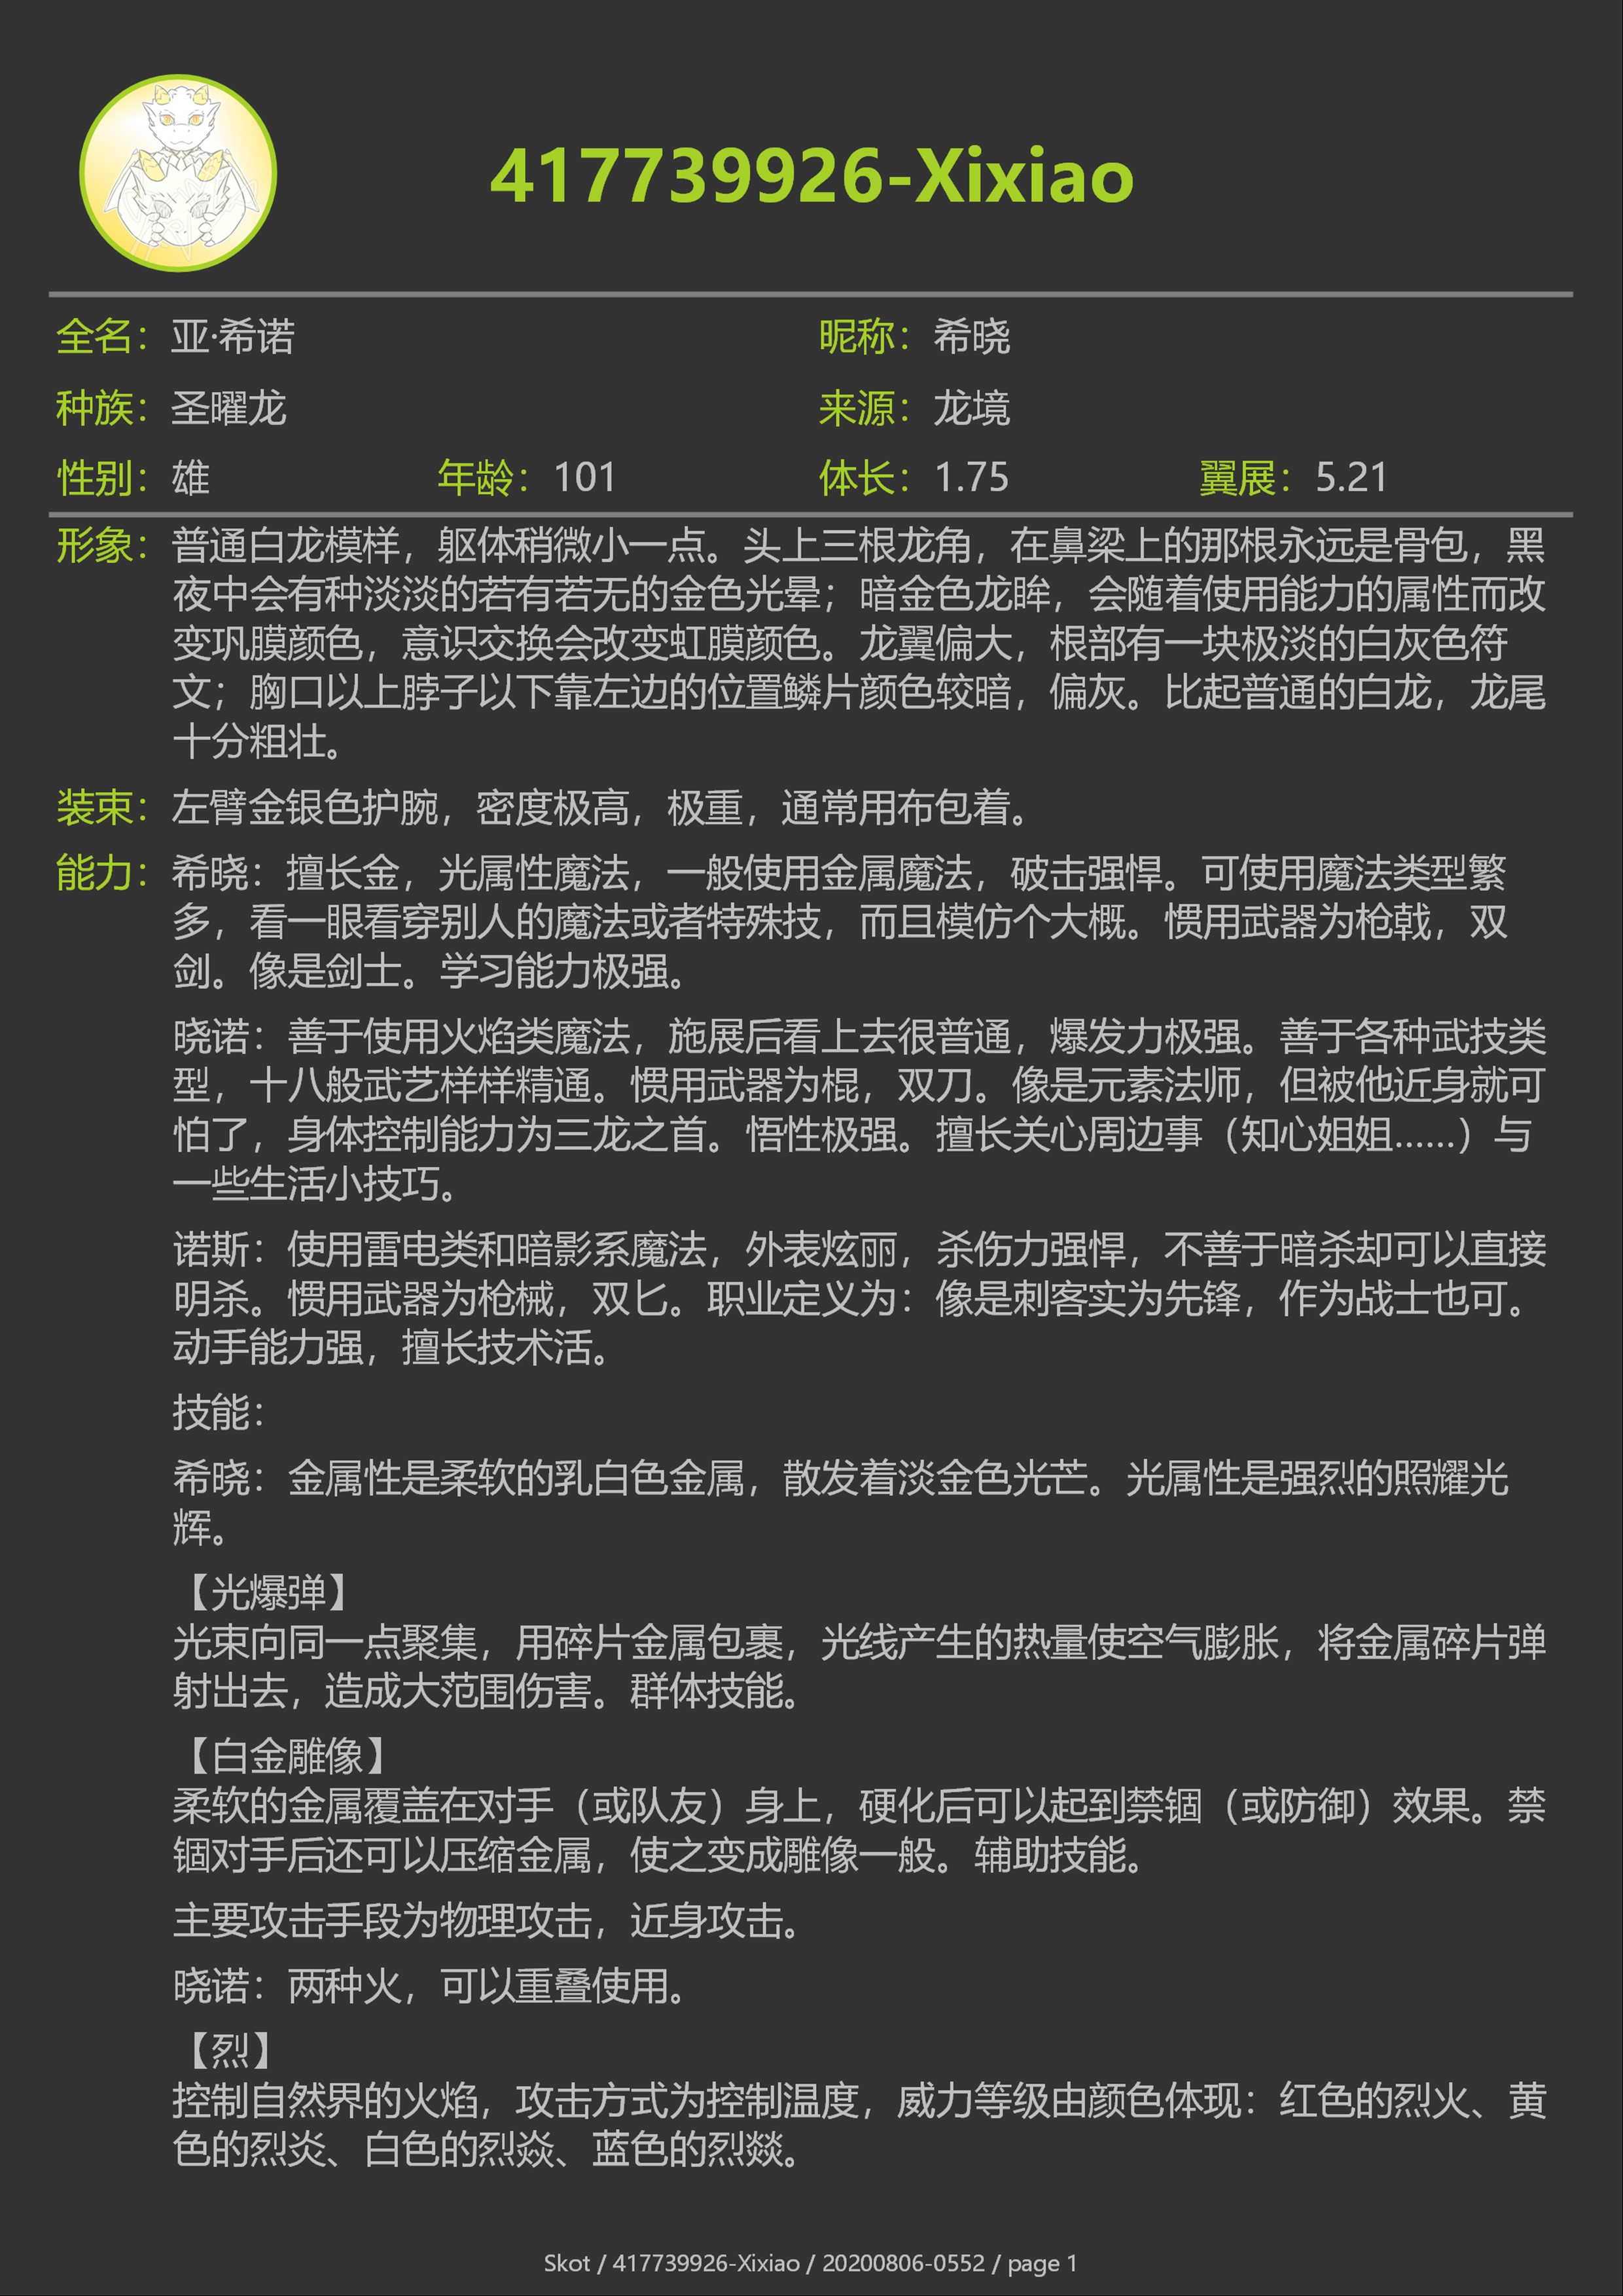 417739926-Xixiao
全名：亚·希诺 昵称：希晓
种族：圣曜龙 来源：龙境
性别：雄 年龄：101 体长：1.75 翼展：5.21
形象：普通白龙模样，躯体稍微小一点。头上三根龙角，在鼻梁上的那根永远是骨包，黑
夜中会有种淡淡的若有若无的金色光晕；暗金色龙眸，会随着使用能力的属性而改
变巩膜颜色，意识交换会改变虹膜颜色。龙翼偏大，根部有一块极淡的白灰色符
文；胸口以上脖子以下靠左边的位置鳞片颜色较暗，偏灰。比起普通的白龙，龙尾
十分粗壮。
装束：左臂金银色护腕，密度极高，极重，通常用布包着。
能力：希晓：擅长金，光属性魔法，一般使用金属魔法，破击强悍。可使用魔法类型繁
多，看一眼看穿别人的魔法或者特殊技，而且模仿个大概。惯用武器为枪戟，双
剑。像是剑士。学习能力极强。
晓诺：善于使用火焰类魔法，施展后看上去很普通，爆发力极强。善于各种武技类
型，十八般武艺样样精通。惯用武器为棍，双刀。像是元素法师，但被他近身就可
怕了，身体控制能力为三龙之首。悟性极强。擅长关心周边事（知心姐姐……）与
一些生活小技巧。
诺斯：使用雷电类和暗影系魔法，外表炫丽，杀伤力强悍，不善于暗杀却可以直接
明杀。惯用武器为枪械，双匕。职业定义为：像是刺客实为先锋，作为战士也可。
动手能力强，擅长技术活。
技能：
希晓：金属性是柔软的乳白色金属，散发着淡金色光芒。光属性是强烈的照耀光
辉。
【光爆弹】
光束向同一点聚集，用碎片金属包裹，光线产生的热量使空气膨胀，将金属碎片弹
射出去，造成大范围伤害。群体技能。
【白金雕像】
柔软的金属覆盖在对手（或队友）身上，硬化后可以起到禁锢（或防御）效果。禁
锢对手后还可以压缩金属，使之变成雕像一般。辅助技能。
主要攻击手段为物理攻击，近身攻击。
晓诺：两种火，可以重叠使用。
【烈】
控制自然界的火焰，攻击方式为控制温度，威力等级由颜色体现：红色的烈火、黄
色的烈炎、白色的烈焱、蓝色的烈燚。
Skot / 417739926-Xixiao / 20200806-0552 / page 1